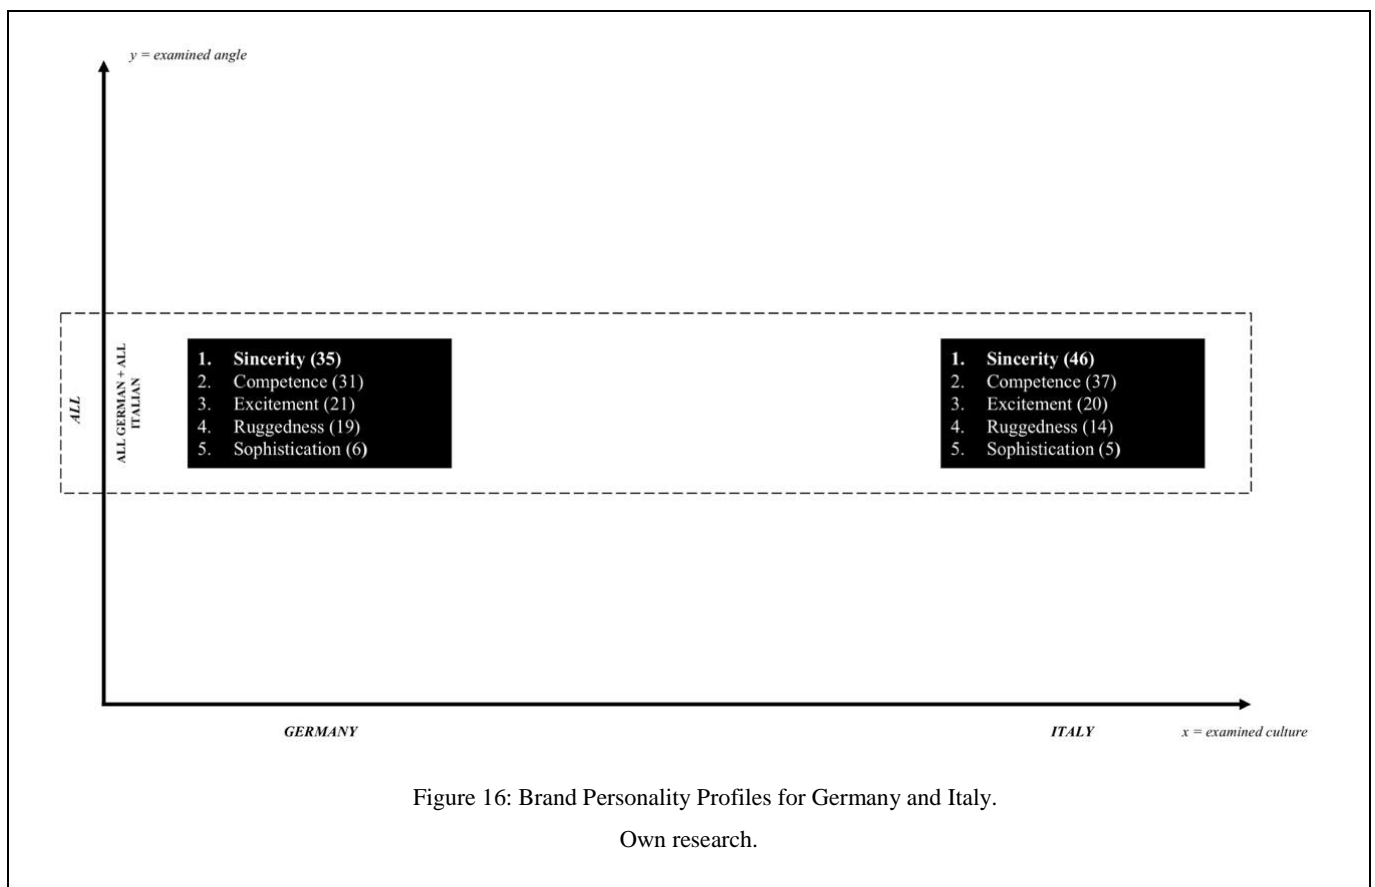 y = examined angle
ALL
ALL GERMAN + ALL
ITALIAN
1. Sincerity (35)
2. Competence (31)
3. Excitement (21)
4. Ruggedness (19)
5. Sophistication (6)
1. Sincerity (46)
2. Competence (37)
3. Excitement (20)
4. Ruggedness (14)
5. Sophistication (5)
GERMANY
ITALY
x = examined culture
Figure 16: Brand Personality Profiles for Germany and Italy.
Own research.